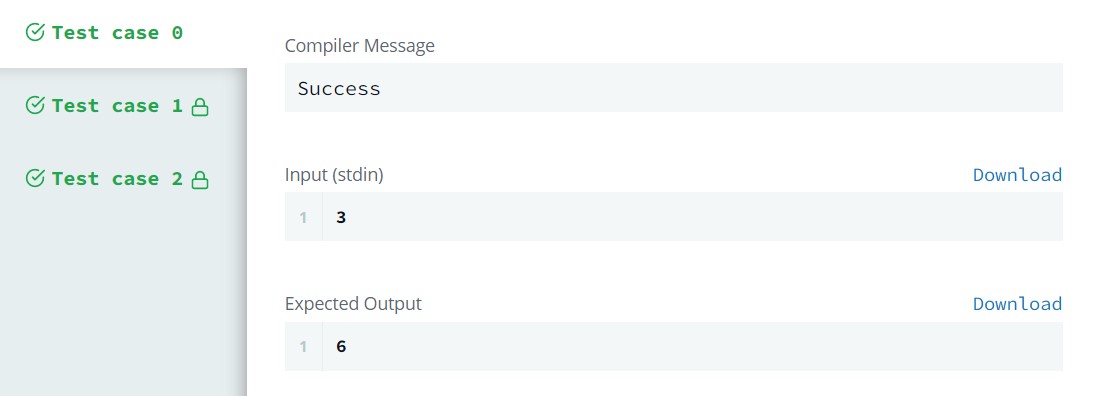 Test case 0
Test case 1
Test case 2
Compiler Message
Success
Input (stdin) Download
1 3
Expected Output Download
1 6